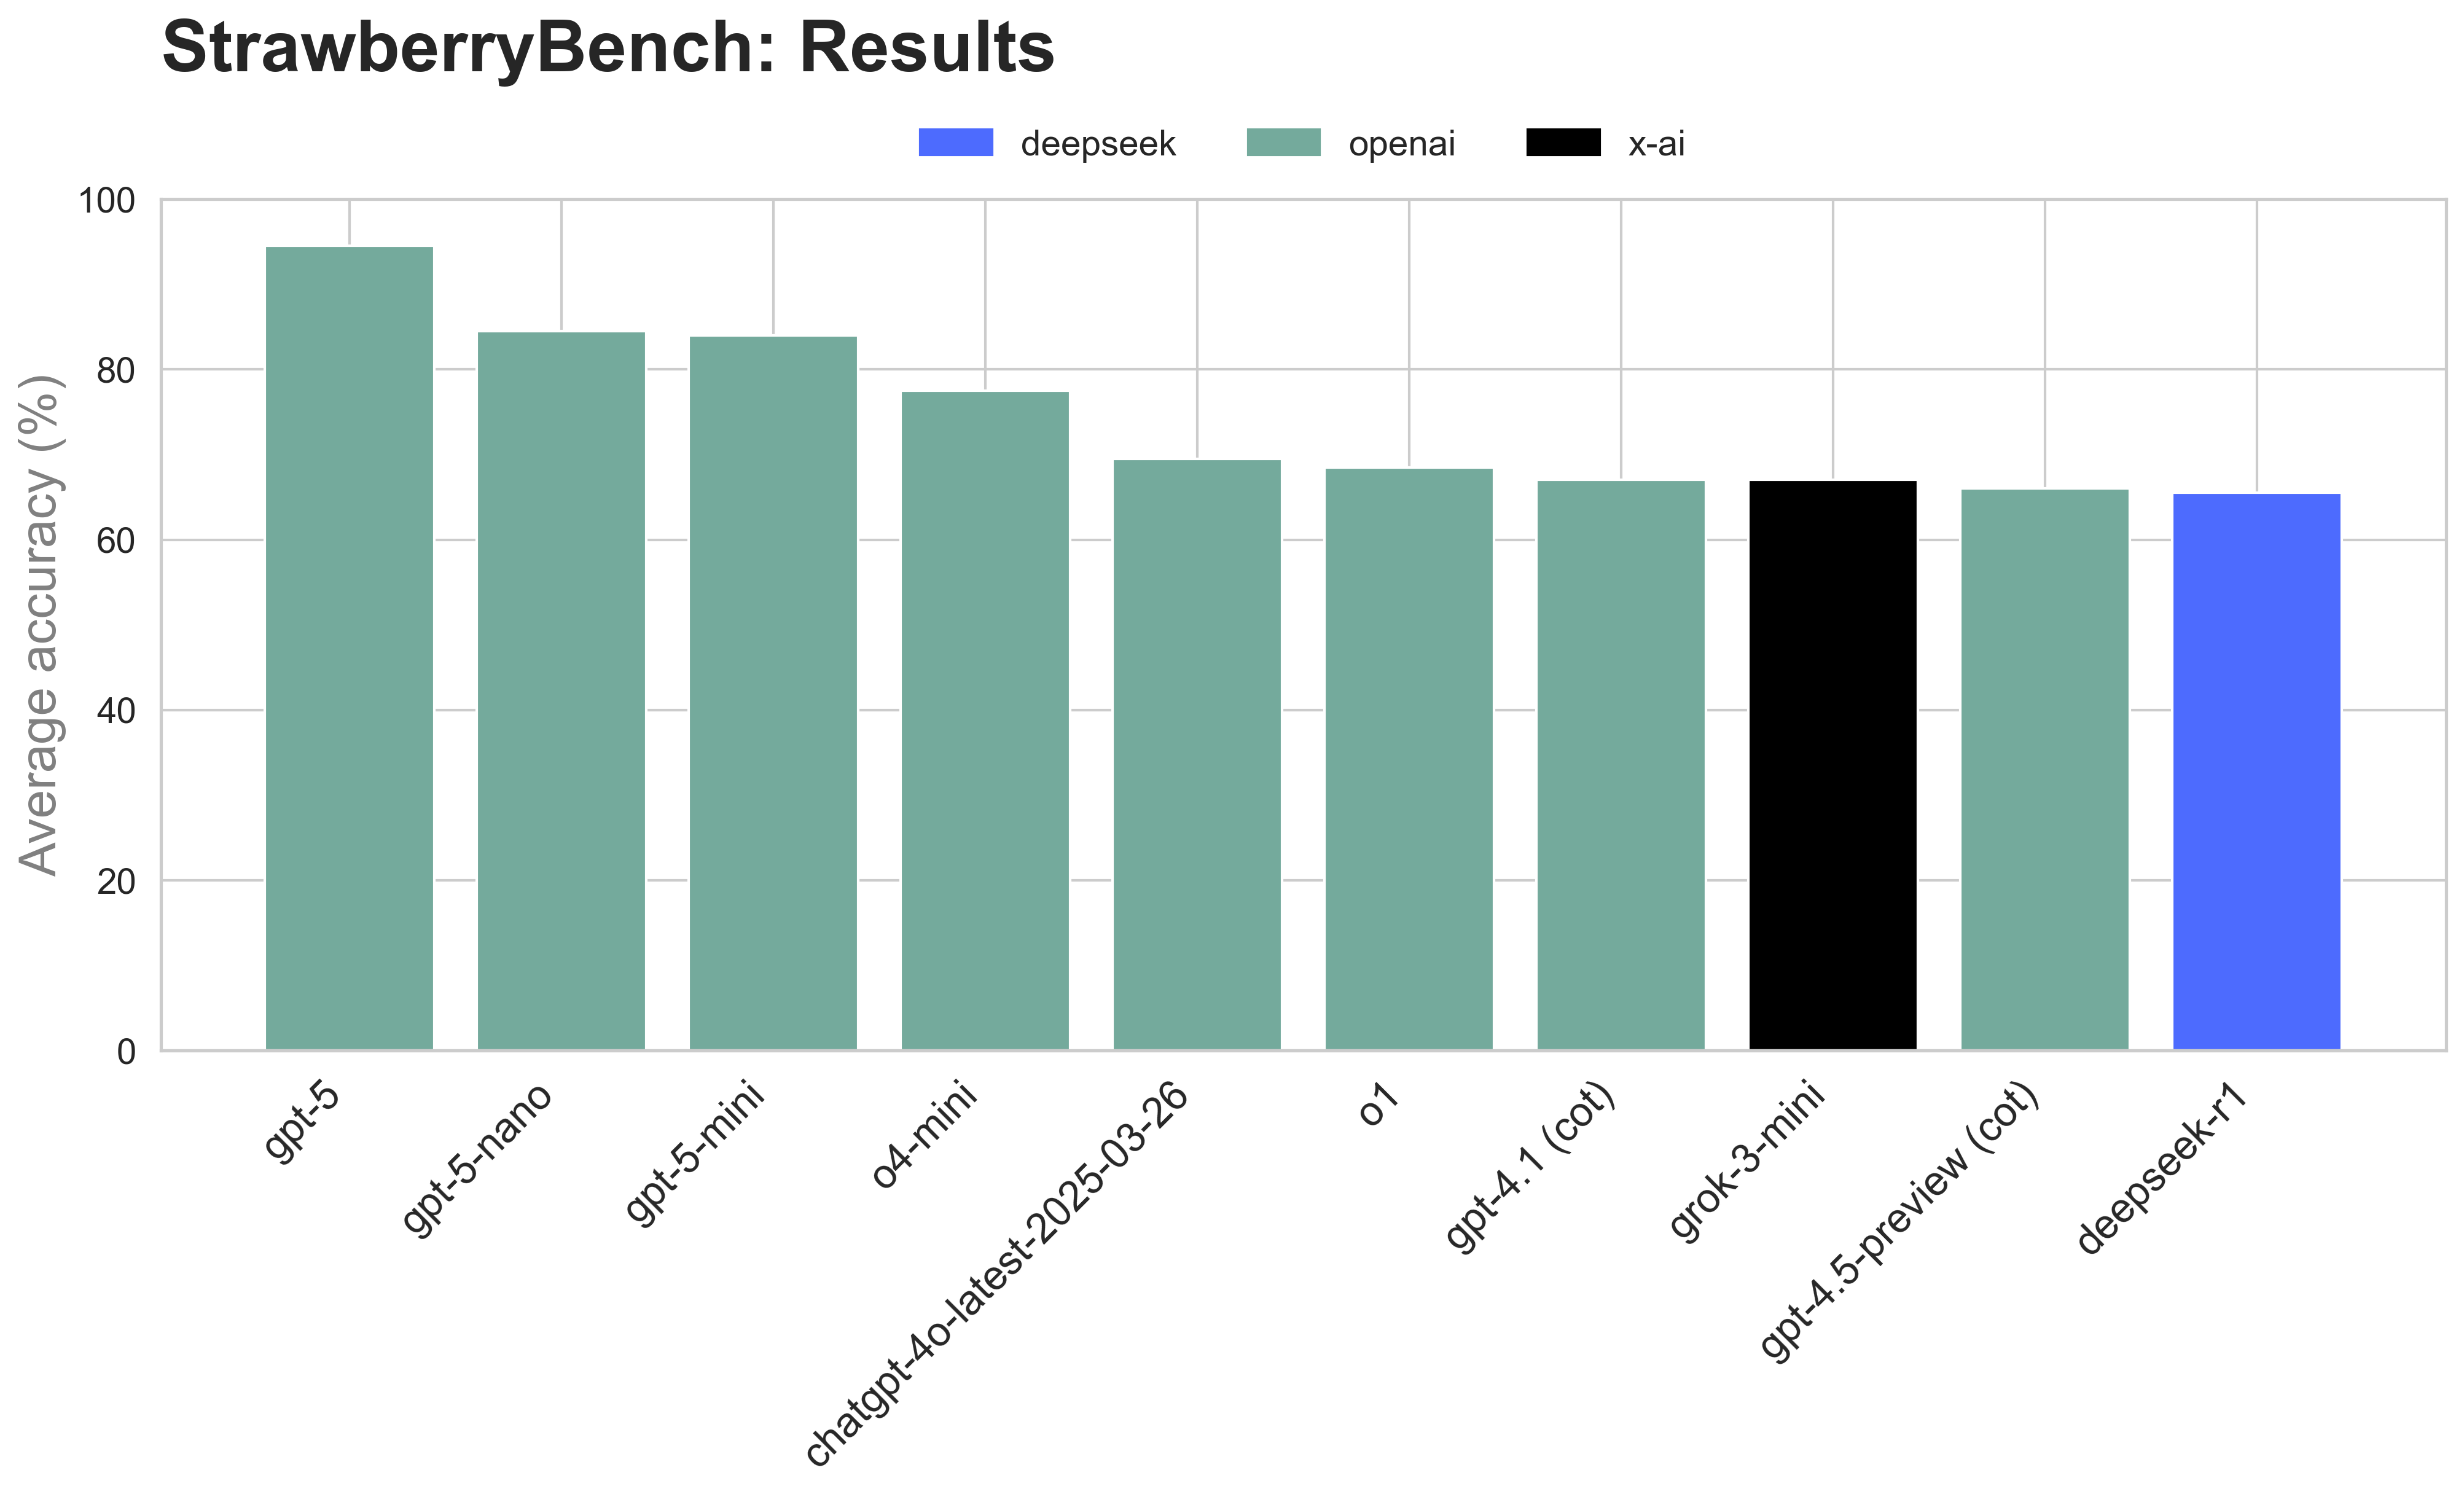 StrawberryBench: Results
deepseek openai x-ai
Average accuracy (%)
100
80
60
40
20
0
gpt-5
gpt-5-nano
gpt-5-mini
o4-mini
chatgpt-4o-latest-2025-03-26
o1
gpt-4.1 (cot)
grok-3-mini
gpt-4.5-preview (cot)
deepseek-r1